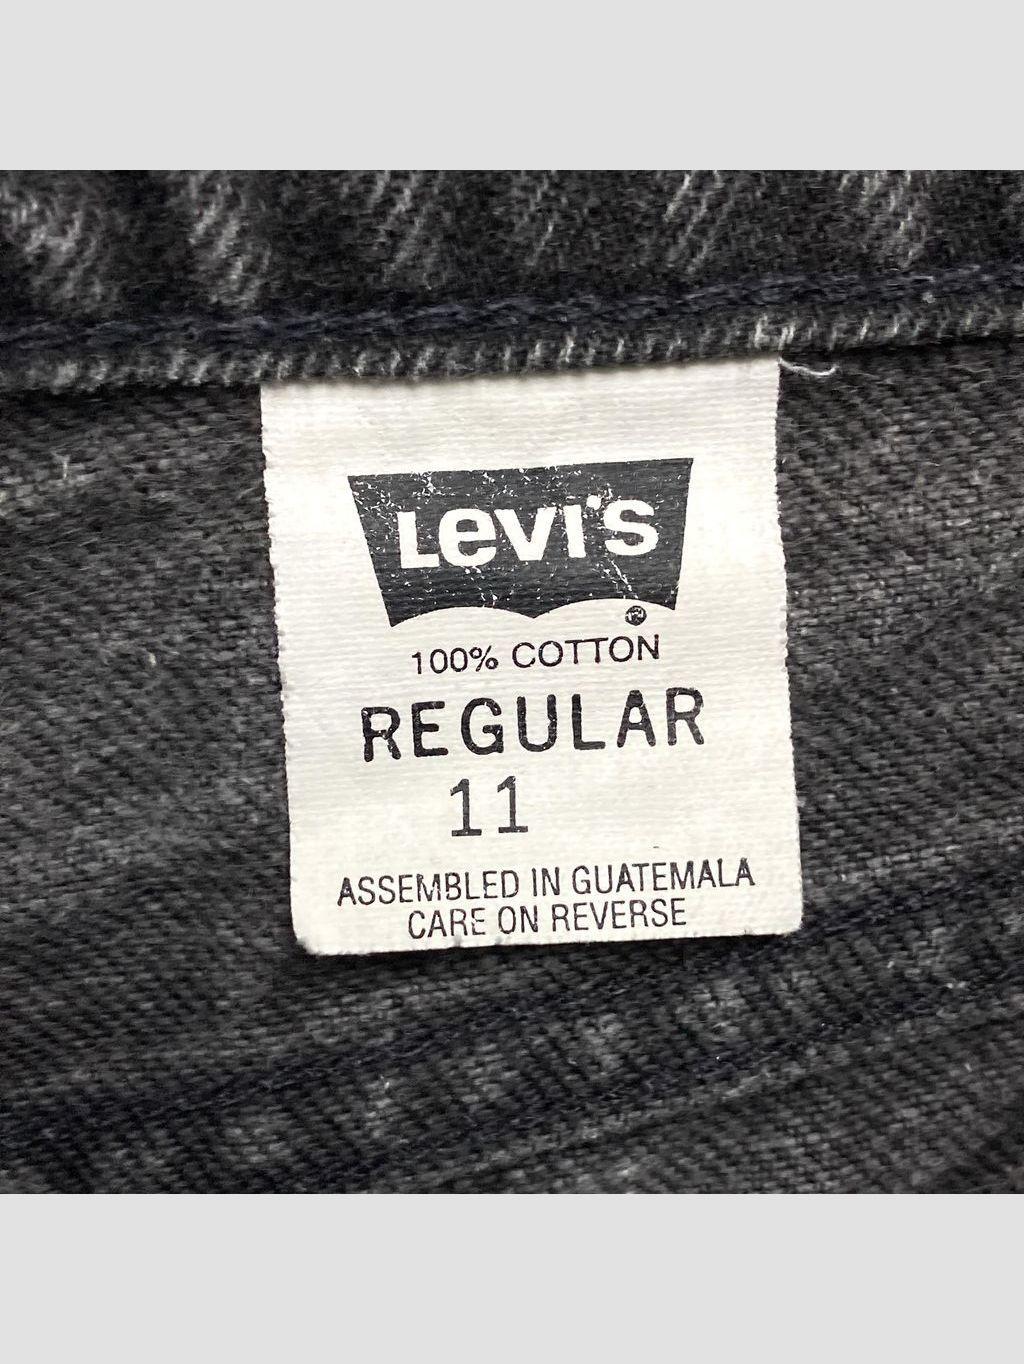 Levi's
100% COTTON
REGULAR
11
ASSEMBLED IN GUATEMALA
CARE ON REVERSE